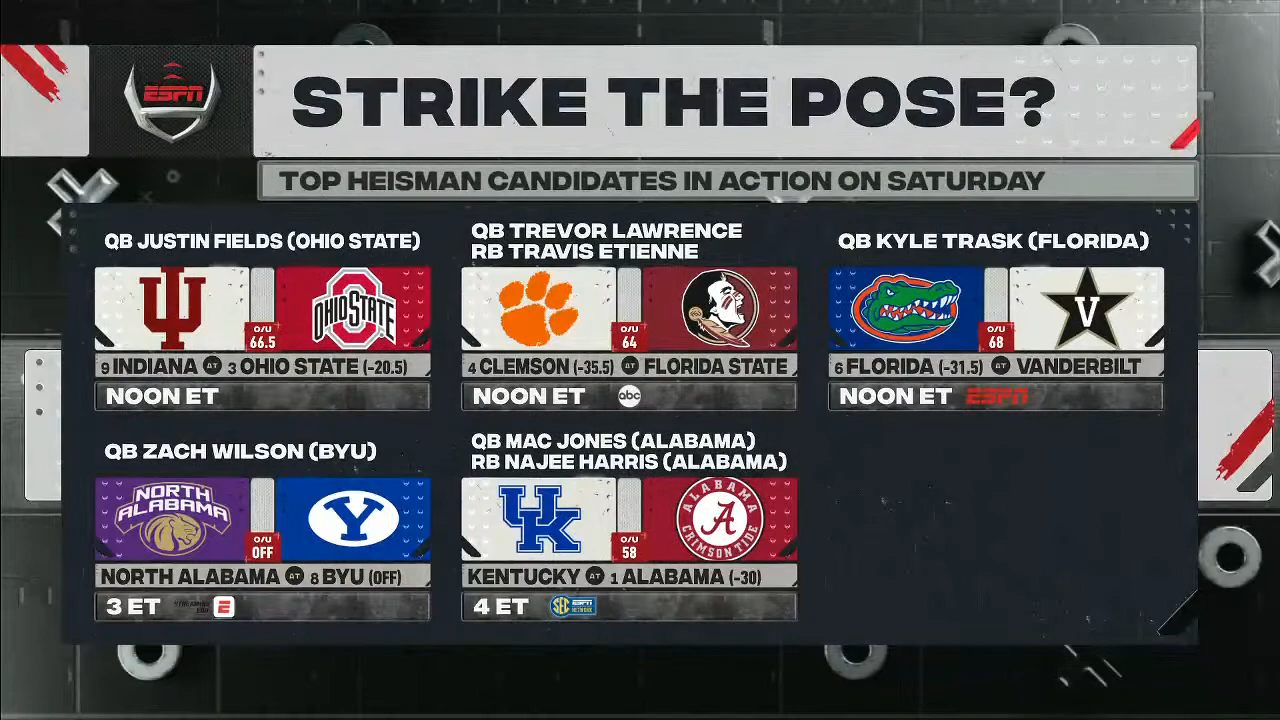 ESPN
STRIKE THE POSE?
TOP HEISMAN CANDIDATES IN ACTION ON SATURDAY
QB JUSTIN FIELDS (OHIO STATE)
OHIO STATE
O/U
66.5
9 INDIANA AT 3 OHIO STATE (-20.5)
NOON ET
QB TREVOR LAWRENCE
RB TRAVIS ETIENNE
O/U
64
4 CLEMSON (-35.5) AT FLORIDA STATE
NOON ET abc
QB KYLE TRASK (FLORIDA)
V
O/U
68
6 FLORIDA (-31.5) AT VANDERBILT
NOON ET ESPN
QB ZACH WILSON (BYU)
NORTH
ALABAMA
Y
O/U
OFF
NORTH ALABAMA AT 8 BYU (OFF)
3 ET E
QB MAC JONES (ALABAMA)
RB NAJEE HARRIS (ALABAMA)
UK
ALABAMA
A
CRIMSON TIDE
O/U
58
KENTUCKY AT 1 ALABAMA (-30)
4 ET SEC ESPN NETWORK